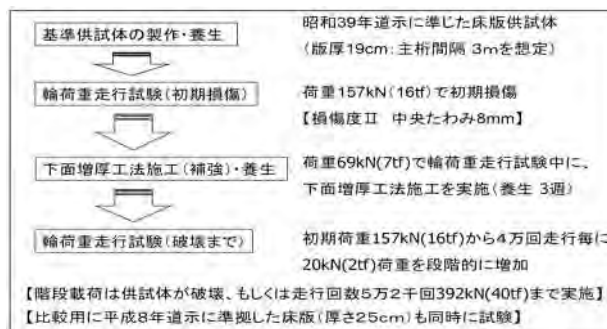 基準供試体の製作・養生
昭和39年道示に準じた床版供試体
(版厚19cm:主桁間隔 3mを想定)
輪荷重走行試験(初期損傷)
荷重157kN(16tf)で初期損傷
【損傷度Ⅱ 中央たわみ8mm】
下面増厚工法施工(補強)・養生
荷重69kN(7tf)で輪荷重走行試験中に、
下面増厚工法施工を実施(養生 3週)
輪荷重走行試験(破壊まで)
初期荷重157kN(16tf)から4万回走行毎に
20kN(2tf)荷重を段階的に増加
【階段載荷は供試体が破壊、もしくは走行回数5万2千回392kN(40tf)まで実施】
【比較用に平成8年道示に準拠した床版(厚さ25cm)も同時に試験】